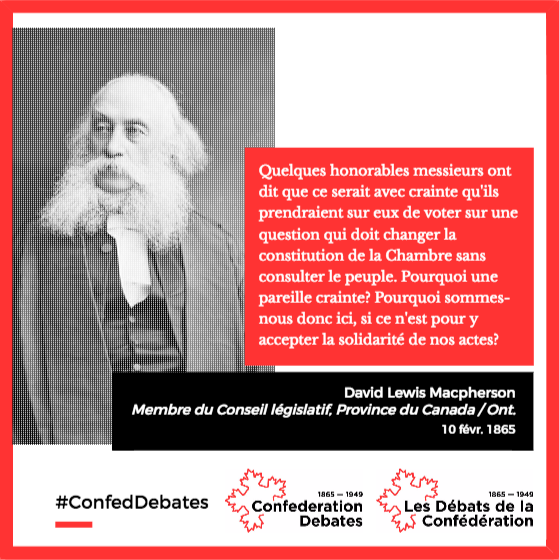 Quelques honorables messieurs ont
dit que ce serait avec crainte qu'ils
prendraient sur eux de voter sur une
question qui doit changer la
constitution de la Chambre sans
consulter le peuple. Pourquoi une
pareille crainte? Pourquoi sommes-
nous donc ici, si ce n'est pour y
accepter la solidarité de nos actes?
David Lewis Macpherson
Membre du Conseil législatif, Province du Canada / Ont.
10 févr. 1865
#ConfedDebates
1865 — 1949
Confederation
Debates
1865 — 1949
Les Débats de la
Confédération